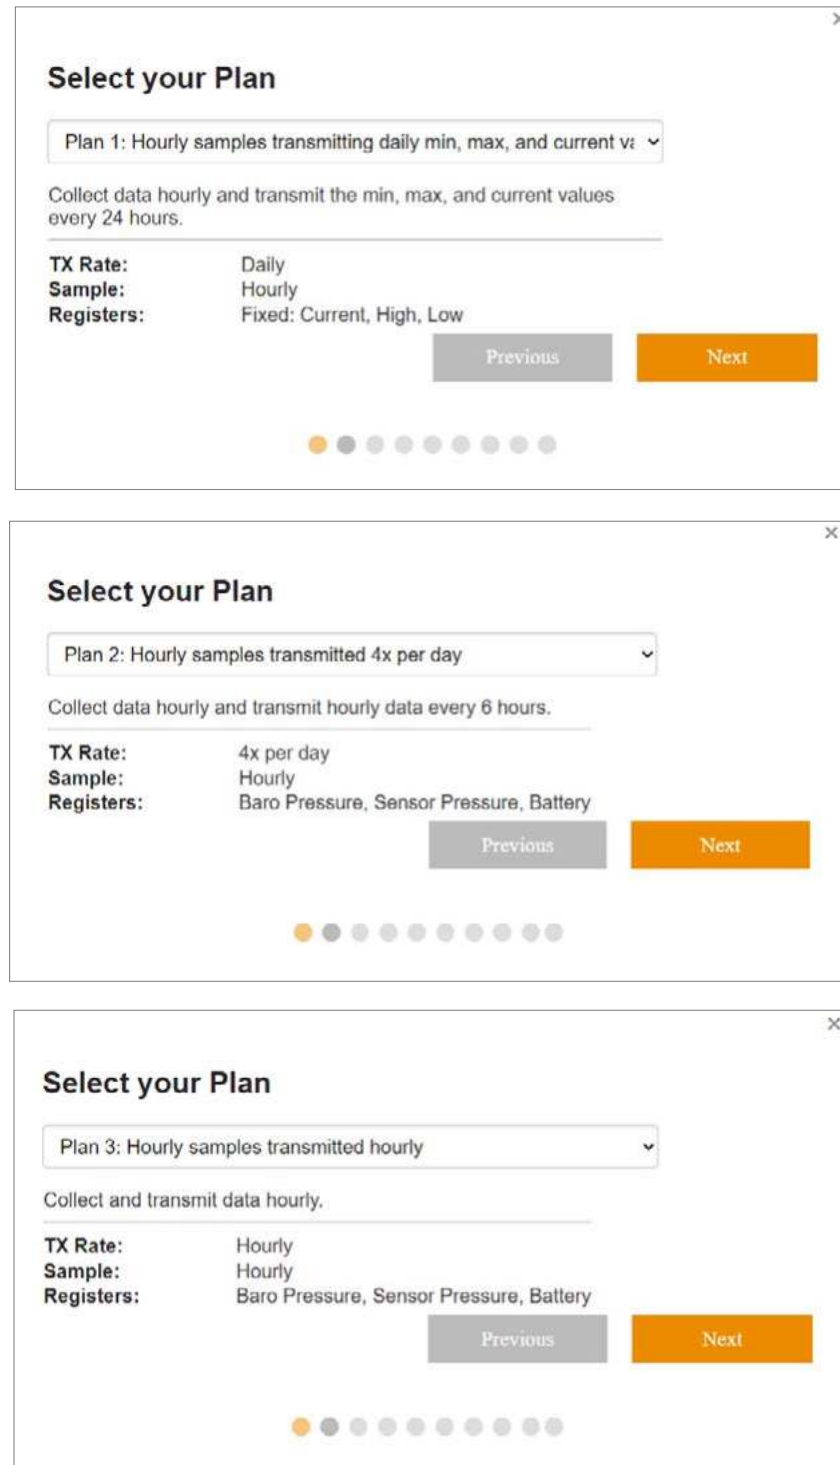 Select your Plan
Plan 1: Hourly samples transmitting daily min, max, and current
Collect data hourly and transmit the min, max, and current values
every 24 hours.
TX Rate: Daily
Sample: Hourly
Registers: Fixed: Current, High, Low
Previous Next
Select your Plan
Plan 2: Hourly samples transmitted 4x per day
Collect data hourly and transmit hourly data every 6 hours.
TX Rate: 4x per day
Sample: Hourly
Registers: Baro Pressure, Sensor Pressure, Battery
Previous Next
Select your Plan
Plan 3: Hourly samples transmitted hourly
Collect and transmit data hourly.
TX Rate: Hourly
Sample: Hourly
Registers: Baro Pressure, Sensor Pressure, Battery
Previous Next